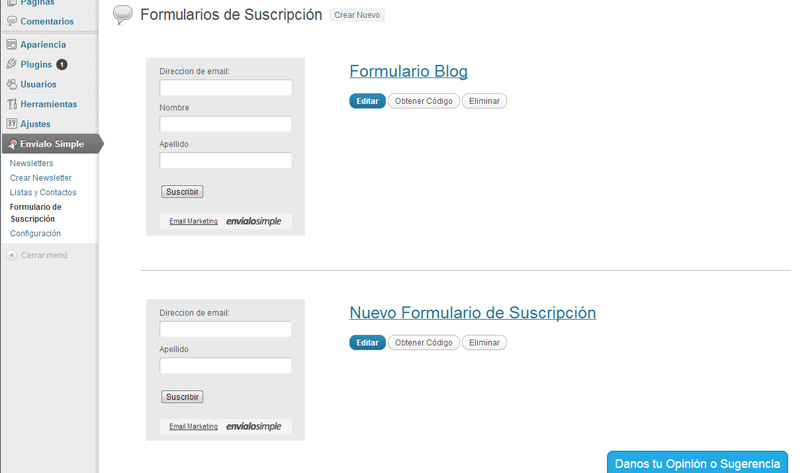 Páginas
Comentarios
Apariencia
Plugins 1
Usuarios
Herramientas
Ajustes
Envialo Simple
Newsletters
Crear Newsletter
Listas y Contactos
Formulario de
Suscripción
Configuración
Cerrar menú
Formularios de Suscripción Crear Nuevo
Direccion de email:
Nombre
Apellido
Suscribir
Email Marketing envialosimple
Formulario Blog
Editar Obtener Código Eliminar
Direccion de email:
Apellido
Suscribir
Email Marketing envialosimple
Nuevo Formulario de Suscripción
Editar Obtener Código Eliminar
Danos tu Opinión o Sugerencia